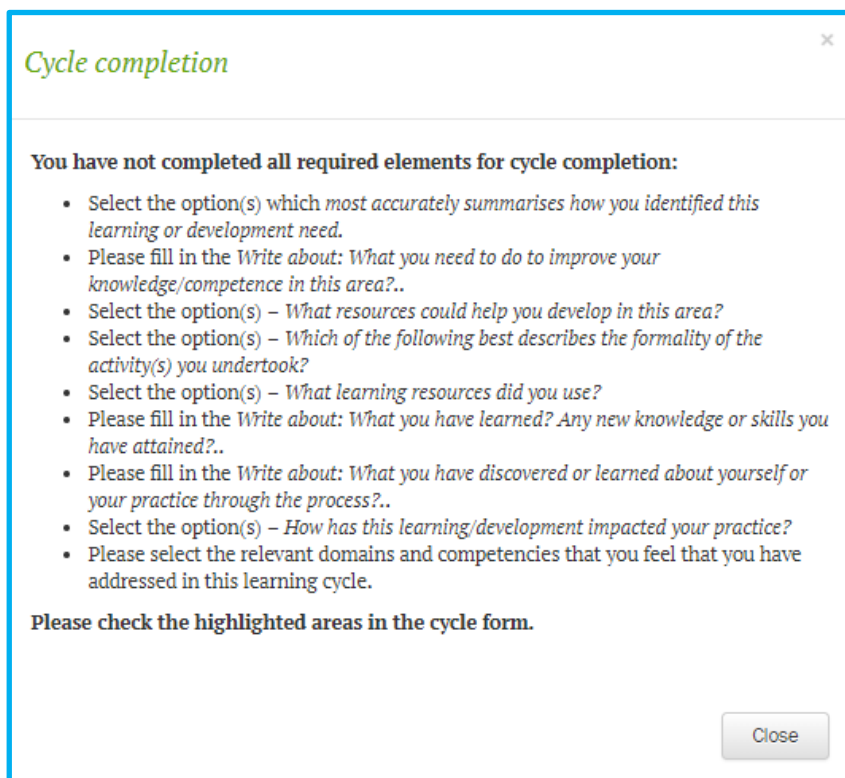 ×
Cycle completion
You have not completed all required elements for cycle completion:
• Select the option(s) which most accurately summarises how you identified this
learning or development need.
• Please fill in the Write about: What you need to do to improve your
knowledge/competence in this area?..
• Select the option(s) – What resources could help you develop in this area?
• Select the option(s) – Which of the following best describes the formality of the
activity(s) you undertook?
• Select the option(s) – What learning resources did you use?
• Please fill in the Write about: What you have learned? Any new knowledge or skills you
have attained?..
• Please fill in the Write about: What you have discovered or learned about yourself or
your practice through the process?..
• Select the option(s) – How has this learning/development impacted your practice?
• Please select the relevant domains and competencies that you feel that you have
addressed in this learning cycle.
Please check the highlighted areas in the cycle form.
Close